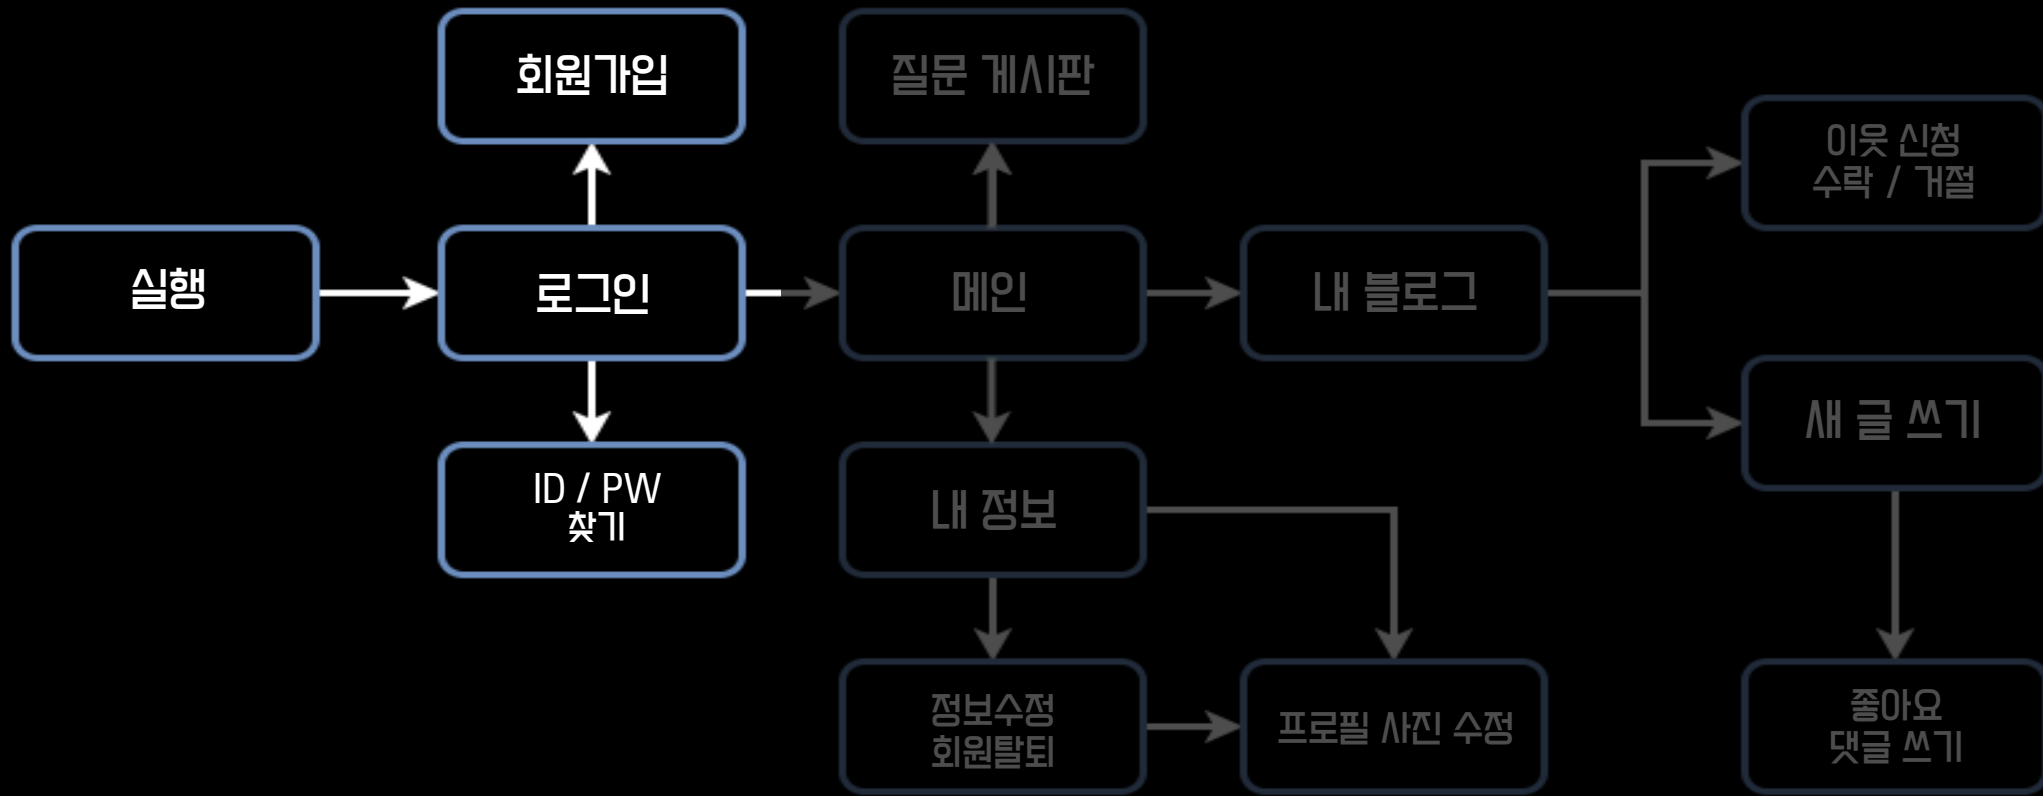 회원가입
질문 게시판
이웃 신청
수락 / 거절
실행
로그인
메인
내 블로그
새 글 쓰기
ID / PW
찾기
내 정보
정보수정
회원탈퇴
프로필 사진 수정
좋아요
댓글 쓰기